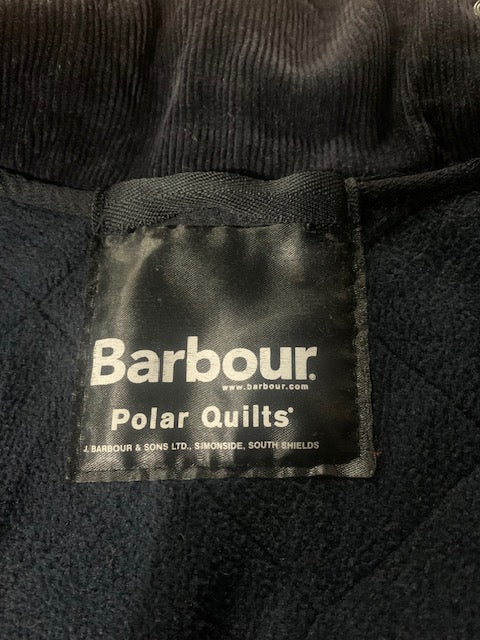 Barbour.
www.barbour.com
Polar Quilts®
J. BARBOUR & SONS LTD., SIMONSIDE, SOUTH SHIELDS